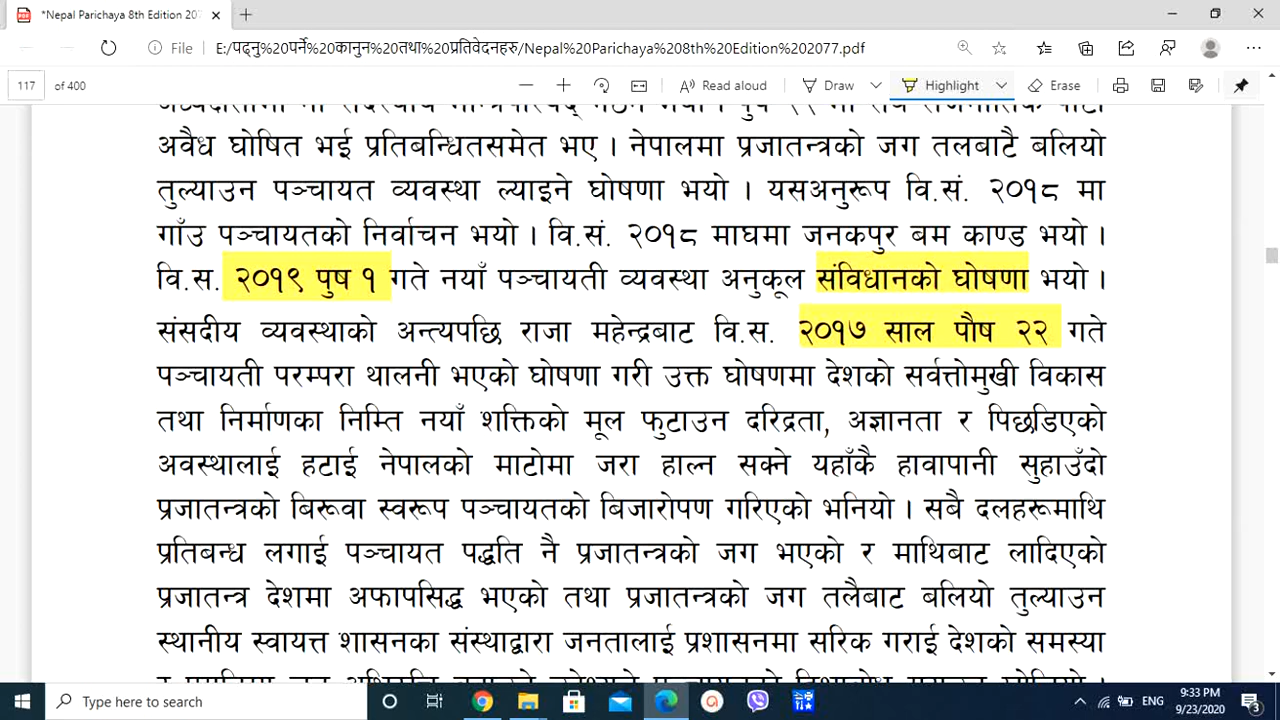 *Nepal Parichaya 8th Edition 207
File E:/पढ्नु%20पर्ने%20कानुन%20तथा%20प्रतिवेदनहरु/Nepal%20Parichaya%208th%20Edition%202077.pdf
117 of 400 Read aloud Draw Highlight Erase
अवैध घोषित भई प्रतिबन्धितसमेत भए । नेपालमा प्रजातन्त्रको जग तलबाटै बलियो
तुल्याउन पञ्चायत व्यवस्था ल्याइने घोषणा भयो । यसअनुरूप वि.सं. २०१८ मा
गाँउ पञ्चायतको निर्वाचन भयो । वि.सं. २०१८ माघमा जनकपुर बम काण्ड भयो ।
वि.स. २०१९ पुष १ गते नयाँ पञ्चायती व्यवस्था अनुकूल संविधानको घोषणा भयो ।
संसदीय व्यवस्थाको अन्त्यपछि राजा महेन्द्रबाट वि.स. २०१७ साल पौष २२ गते
पञ्चायती परम्परा थालनी भएको घोषणा गरी उक्त घोषणमा देशको सर्वत्तोमुखी विकास
तथा निर्माणका निम्ति नयाँ शक्तिको मूल फुटाउन दरिद्रता, अज्ञानता र पिछडिएको
अवस्थालाई हटाई नेपालको माटोमा जरा हाल्न सक्ने यहाँकै हावापानी सुहाउँदो
प्रजातन्त्रको बिरूवा स्वरूप पञ्चायतको बिजारोपण गरिएको भनियो । सबै दलहरूमाथि
प्रतिबन्ध लगाई पञ्चायत पद्धति नै प्रजातन्त्रको जग भएको र माथिबाट लादिएको
प्रजातन्त्र देशमा अफापसिद्ध भएको तथा प्रजातन्त्रको जग तलैबाट बलियो तुल्याउन
स्थानीय स्वायत्त शासनका संस्थाद्वारा जनतालाई प्रशासनमा सरिक गराई देशको समस्या
Type here to search ENG 9:33 PM
9/23/2020 3